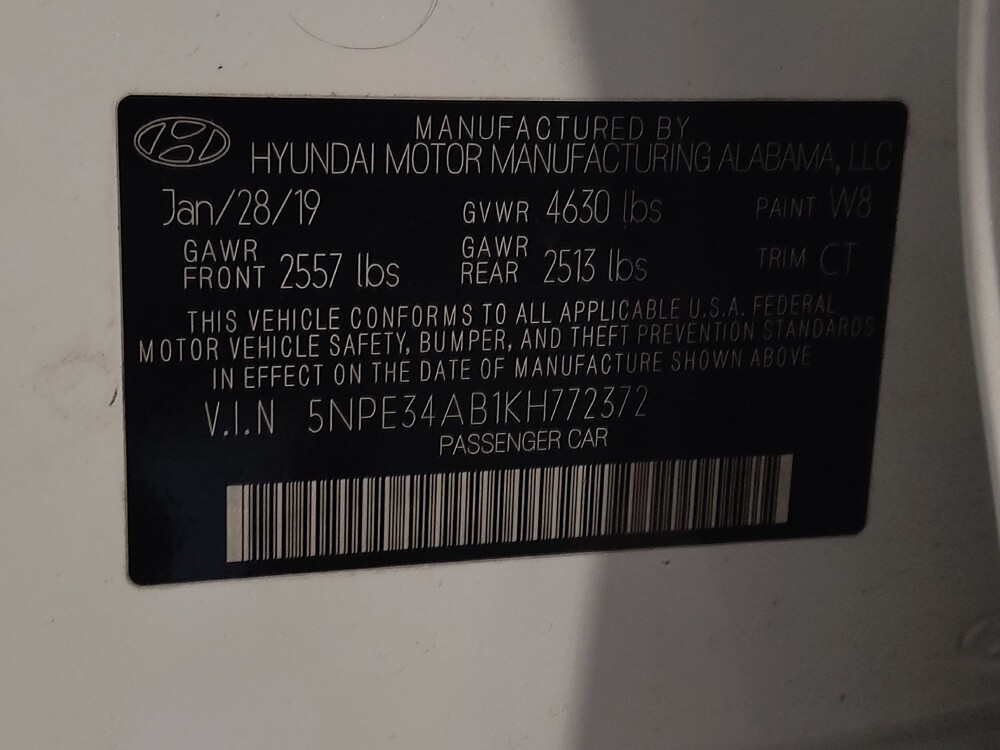 MANUFACTURED BY
HYUNDAI MOTOR MANUFACTURING ALABAMA, LLC
Jan/28/19 GVWR 4630 lbs PAINT W8
GAWR FRONT 2557 lbs GAWR REAR 2513 lbs TRIM CT
THIS VEHICLE CONFORMS TO ALL APPLICABLE U.S.A. FEDERAL
MOTOR VEHICLE SAFETY, BUMPER, AND THEFT PREVENTION STANDARDS
IN EFFECT ON THE DATE OF MANUFACTURE SHOWN ABOVE
V.I.N 5NPE34AB1KH772372
PASSENGER CAR